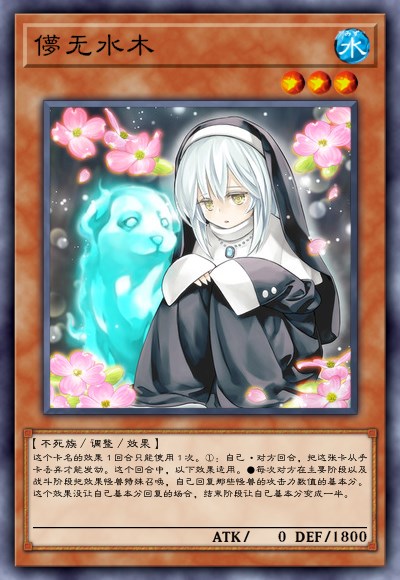 儚无水木
みず
水
【不死族／调整／效果】
这个卡名的效果1回合只能使用1次。①：自己·对方回合，把这张卡从手
卡丢弃才能发动。这个回合中，以下效果适用。●每次对方在主要阶段以及
战斗阶段把效果怪兽特殊召唤，自己回复那些怪兽的攻击力数值的基本分。
这个效果没让自己基本分回复的场合，结束阶段让自己基本分变成一半。
ATK/ 0 DEF/1800